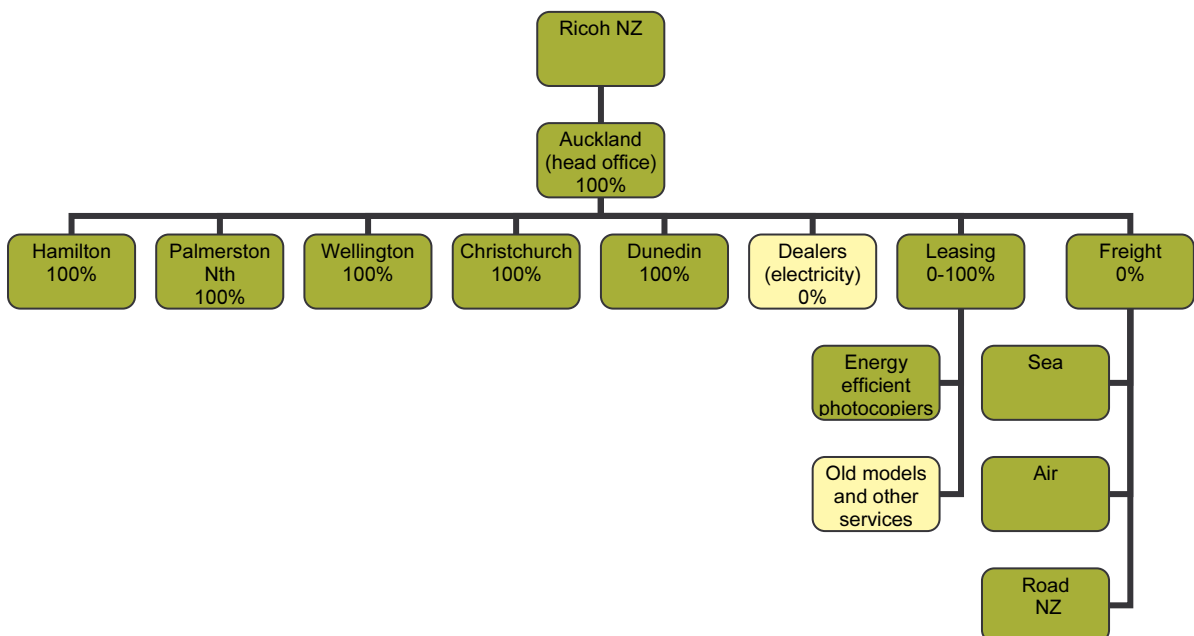 Ricoh NZ
Auckland
(head office)
100%
Hamilton
100%
Palmerston
Nth
100%
Wellington
100%
Christchurch
100%
Dunedin
100%
Dealers
(electricity)
0%
Leasing
0-100%
Freight
0%
Energy
efficient
photocopiers
Sea
Old models
and other
services
Air
Road
NZ